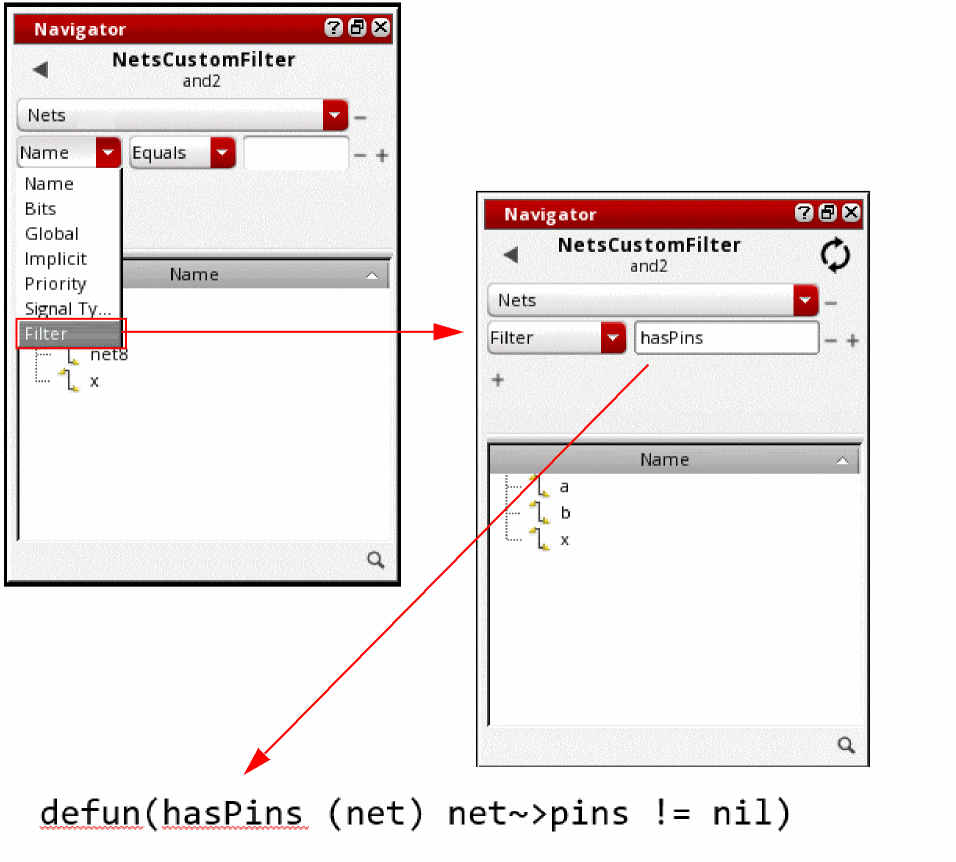 Navigator
NetsCustomFilter
and2
Nets
Name Equals
Name
Bits
Global
Implicit
Priority
Signal Ty...
Filter
Name
net8
x
Navigator
NetsCustomFilter
and2
Nets
Filter hasPins
Name
a
b
x
defun(hasPins (net) net~>pins != nil)